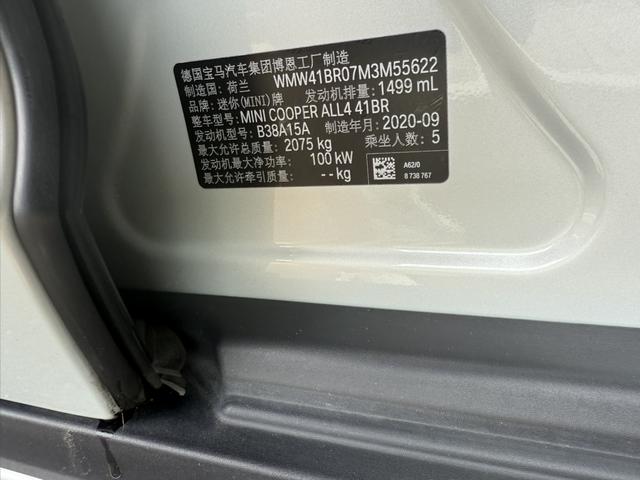 德国宝马汽车集团博恩工厂制造
制造国：荷兰 WMW41BR07M3M55622
品牌：迷你(MINI)牌 发动机排量：1499 mL
整车型号：MINI COOPER ALL4 41BR
发动机型号：B38A15A 制造年月：2020-09
最大允许总质量：2075 kg 乘坐人数：5
发动机最大净功率：100 kW
最大允许牵引质量：-- kg
A62/0
8 738 767